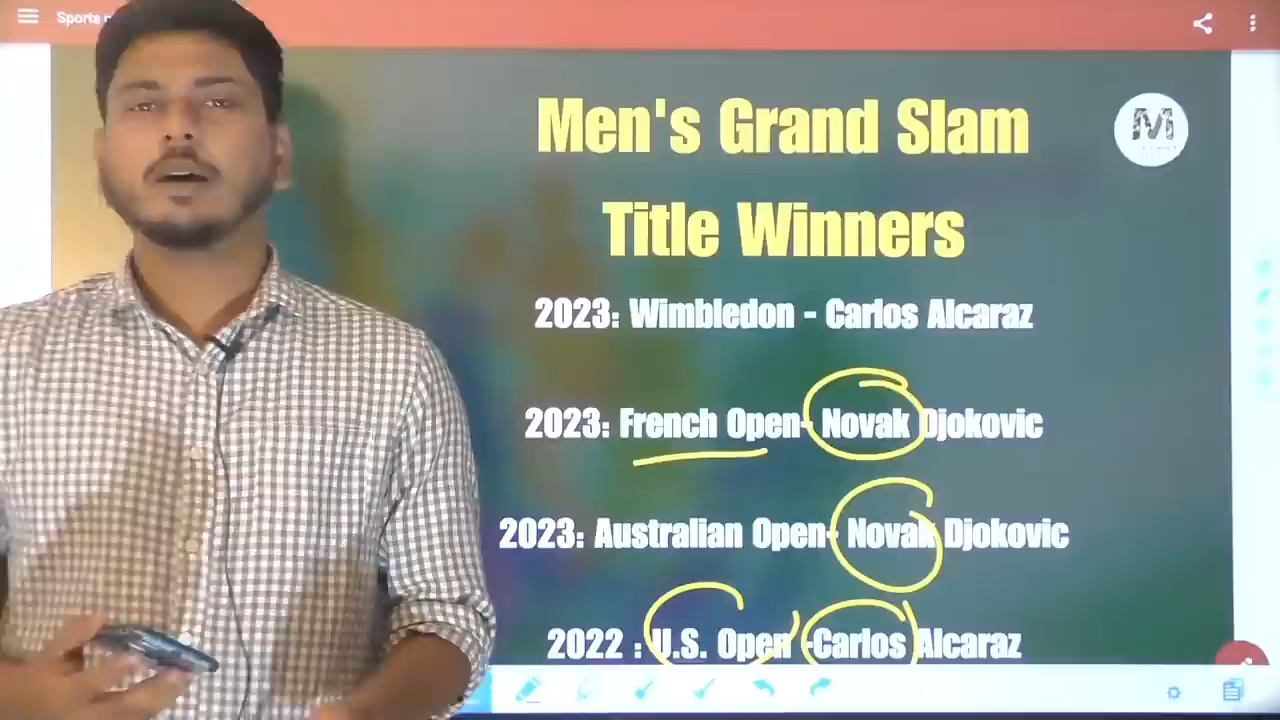 Sports
Men's Grand Slam
Title Winners
2023: Wimbledon - Carlos Alcaraz
2023: French Open- Novak Djokovic
2023: Australian Open- Novak Djokovic
2022 : U.S. Open -Carlos Alcaraz
M